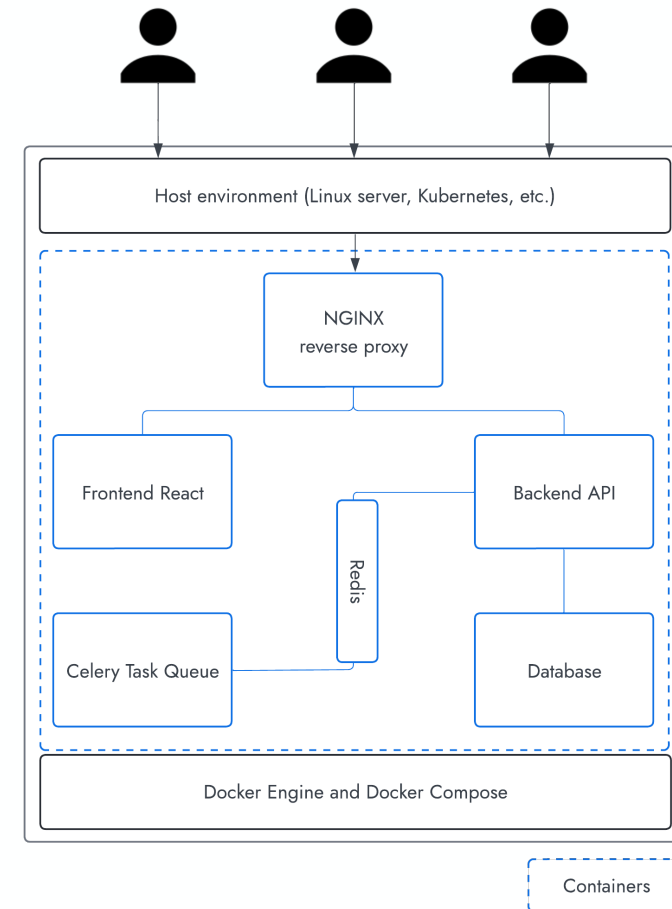 Host environment (Linux server, Kubernetes, etc.)
NGINX
reverse proxy
Frontend React
Backend API
Redis
Celery Task Queue
Database
Docker Engine and Docker Compose
Containers